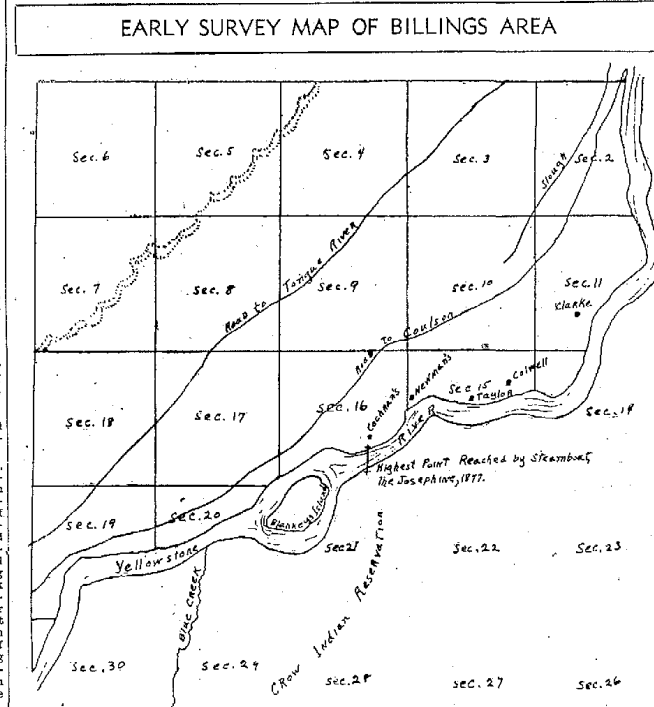 EARLY SURVEY MAP OF BILLINGS AREA
Sec. 6
Sec. 5
Sec. 4
Sec. 3
Sec. 2
Slough
Sec. 7
Sec. 8
Road to Tongue River
Sec. 9
Sec. 10
Sec. 11
Clarke
Road to Coulson
Sec. 18
Sec. 17
Sec. 16
Cochran's
Newman's
Sec 15
Colwell
Taylor
Sec. 14
RIVER
Highest Point Reached by Steamboat,
the Josephine, 1877.
Sec. 19
Sec. 20
Blankeys Island
Yellowstone
Sec 21
Sec. 22
Sec. 23
BLUE CREEK
CROW Indian Reservation
Sec. 30
Sec. 29
Sec. 28
Sec. 27
Sec. 26